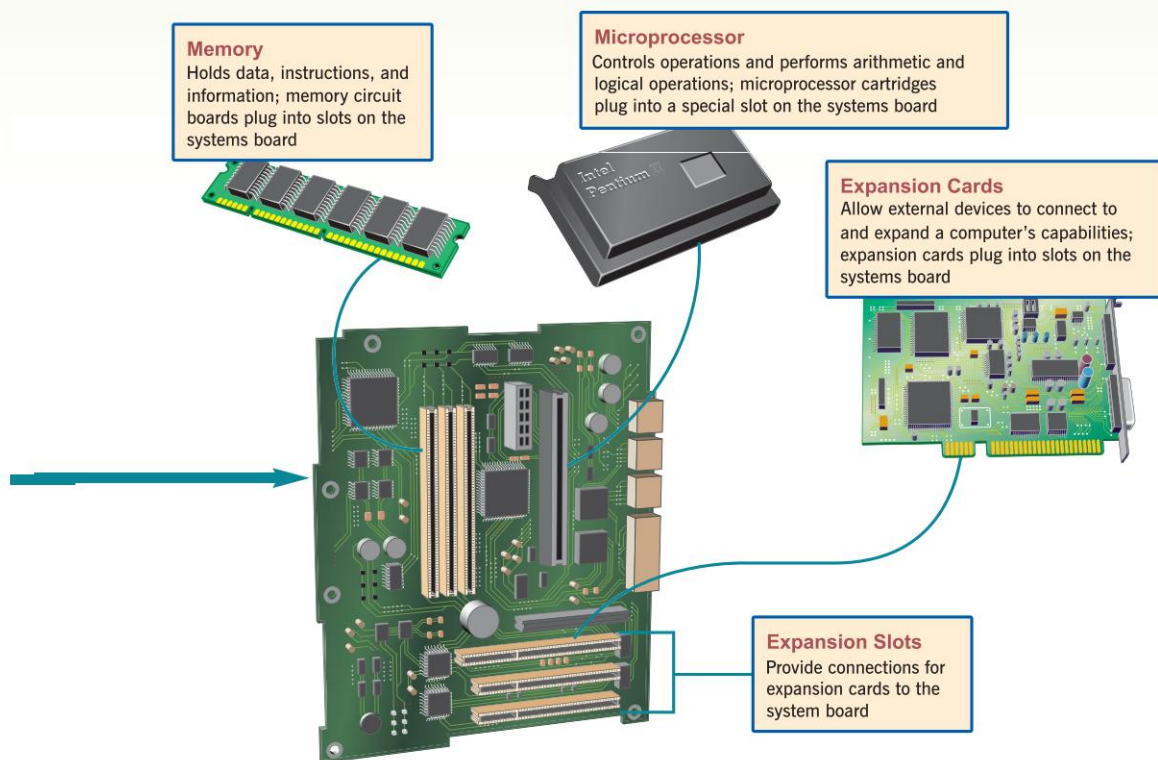 Memory
Holds data, instructions, and
information; memory circuit
boards plug into slots on the
systems board
Microprocessor
Controls operations and performs arithmetic and
logical operations; microprocessor cartridges
plug into a special slot on the systems board
Intel
Pentium II
Expansion Cards
Allow external devices to connect to
and expand a computer's capabilities;
expansion cards plug into slots on the
systems board
Expansion Slots
Provide connections for
expansion cards to the
system board